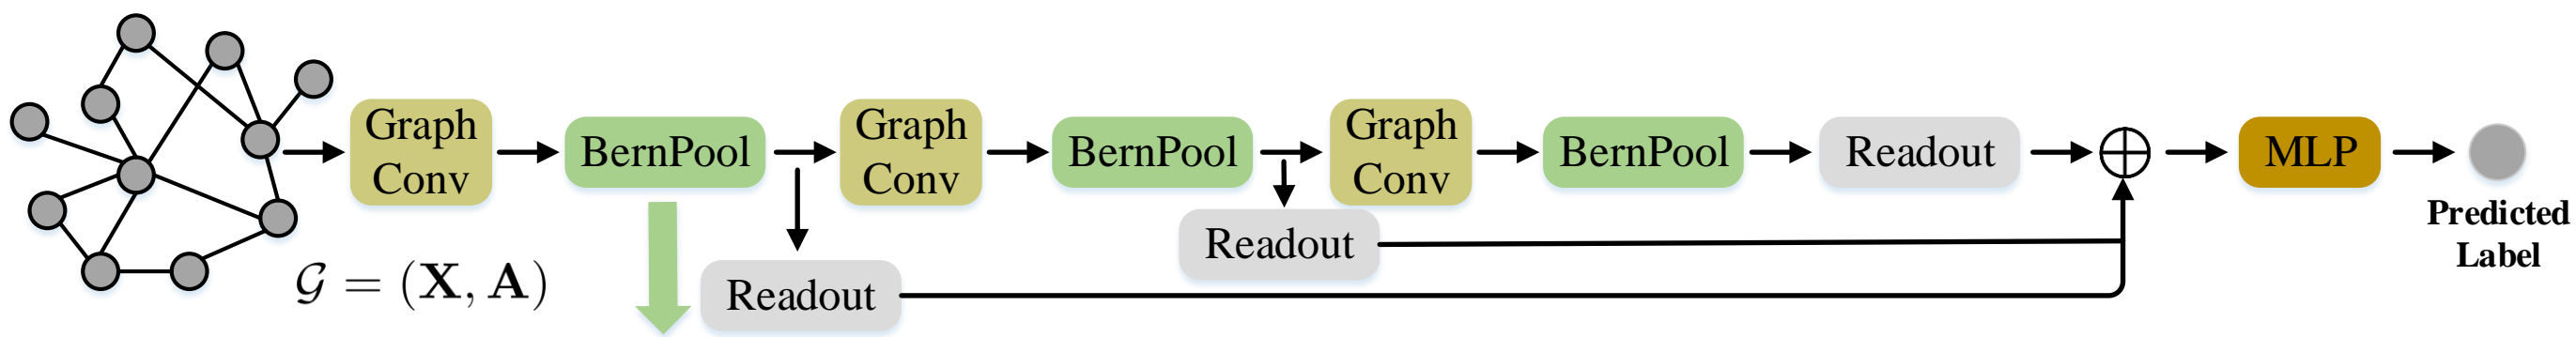 Graph
Conv
BernPool
Graph
Conv
BernPool
Graph
Conv
BernPool
Readout
MLP
Predicted
Label
Readout
Readout
𝒢 = (X, A)